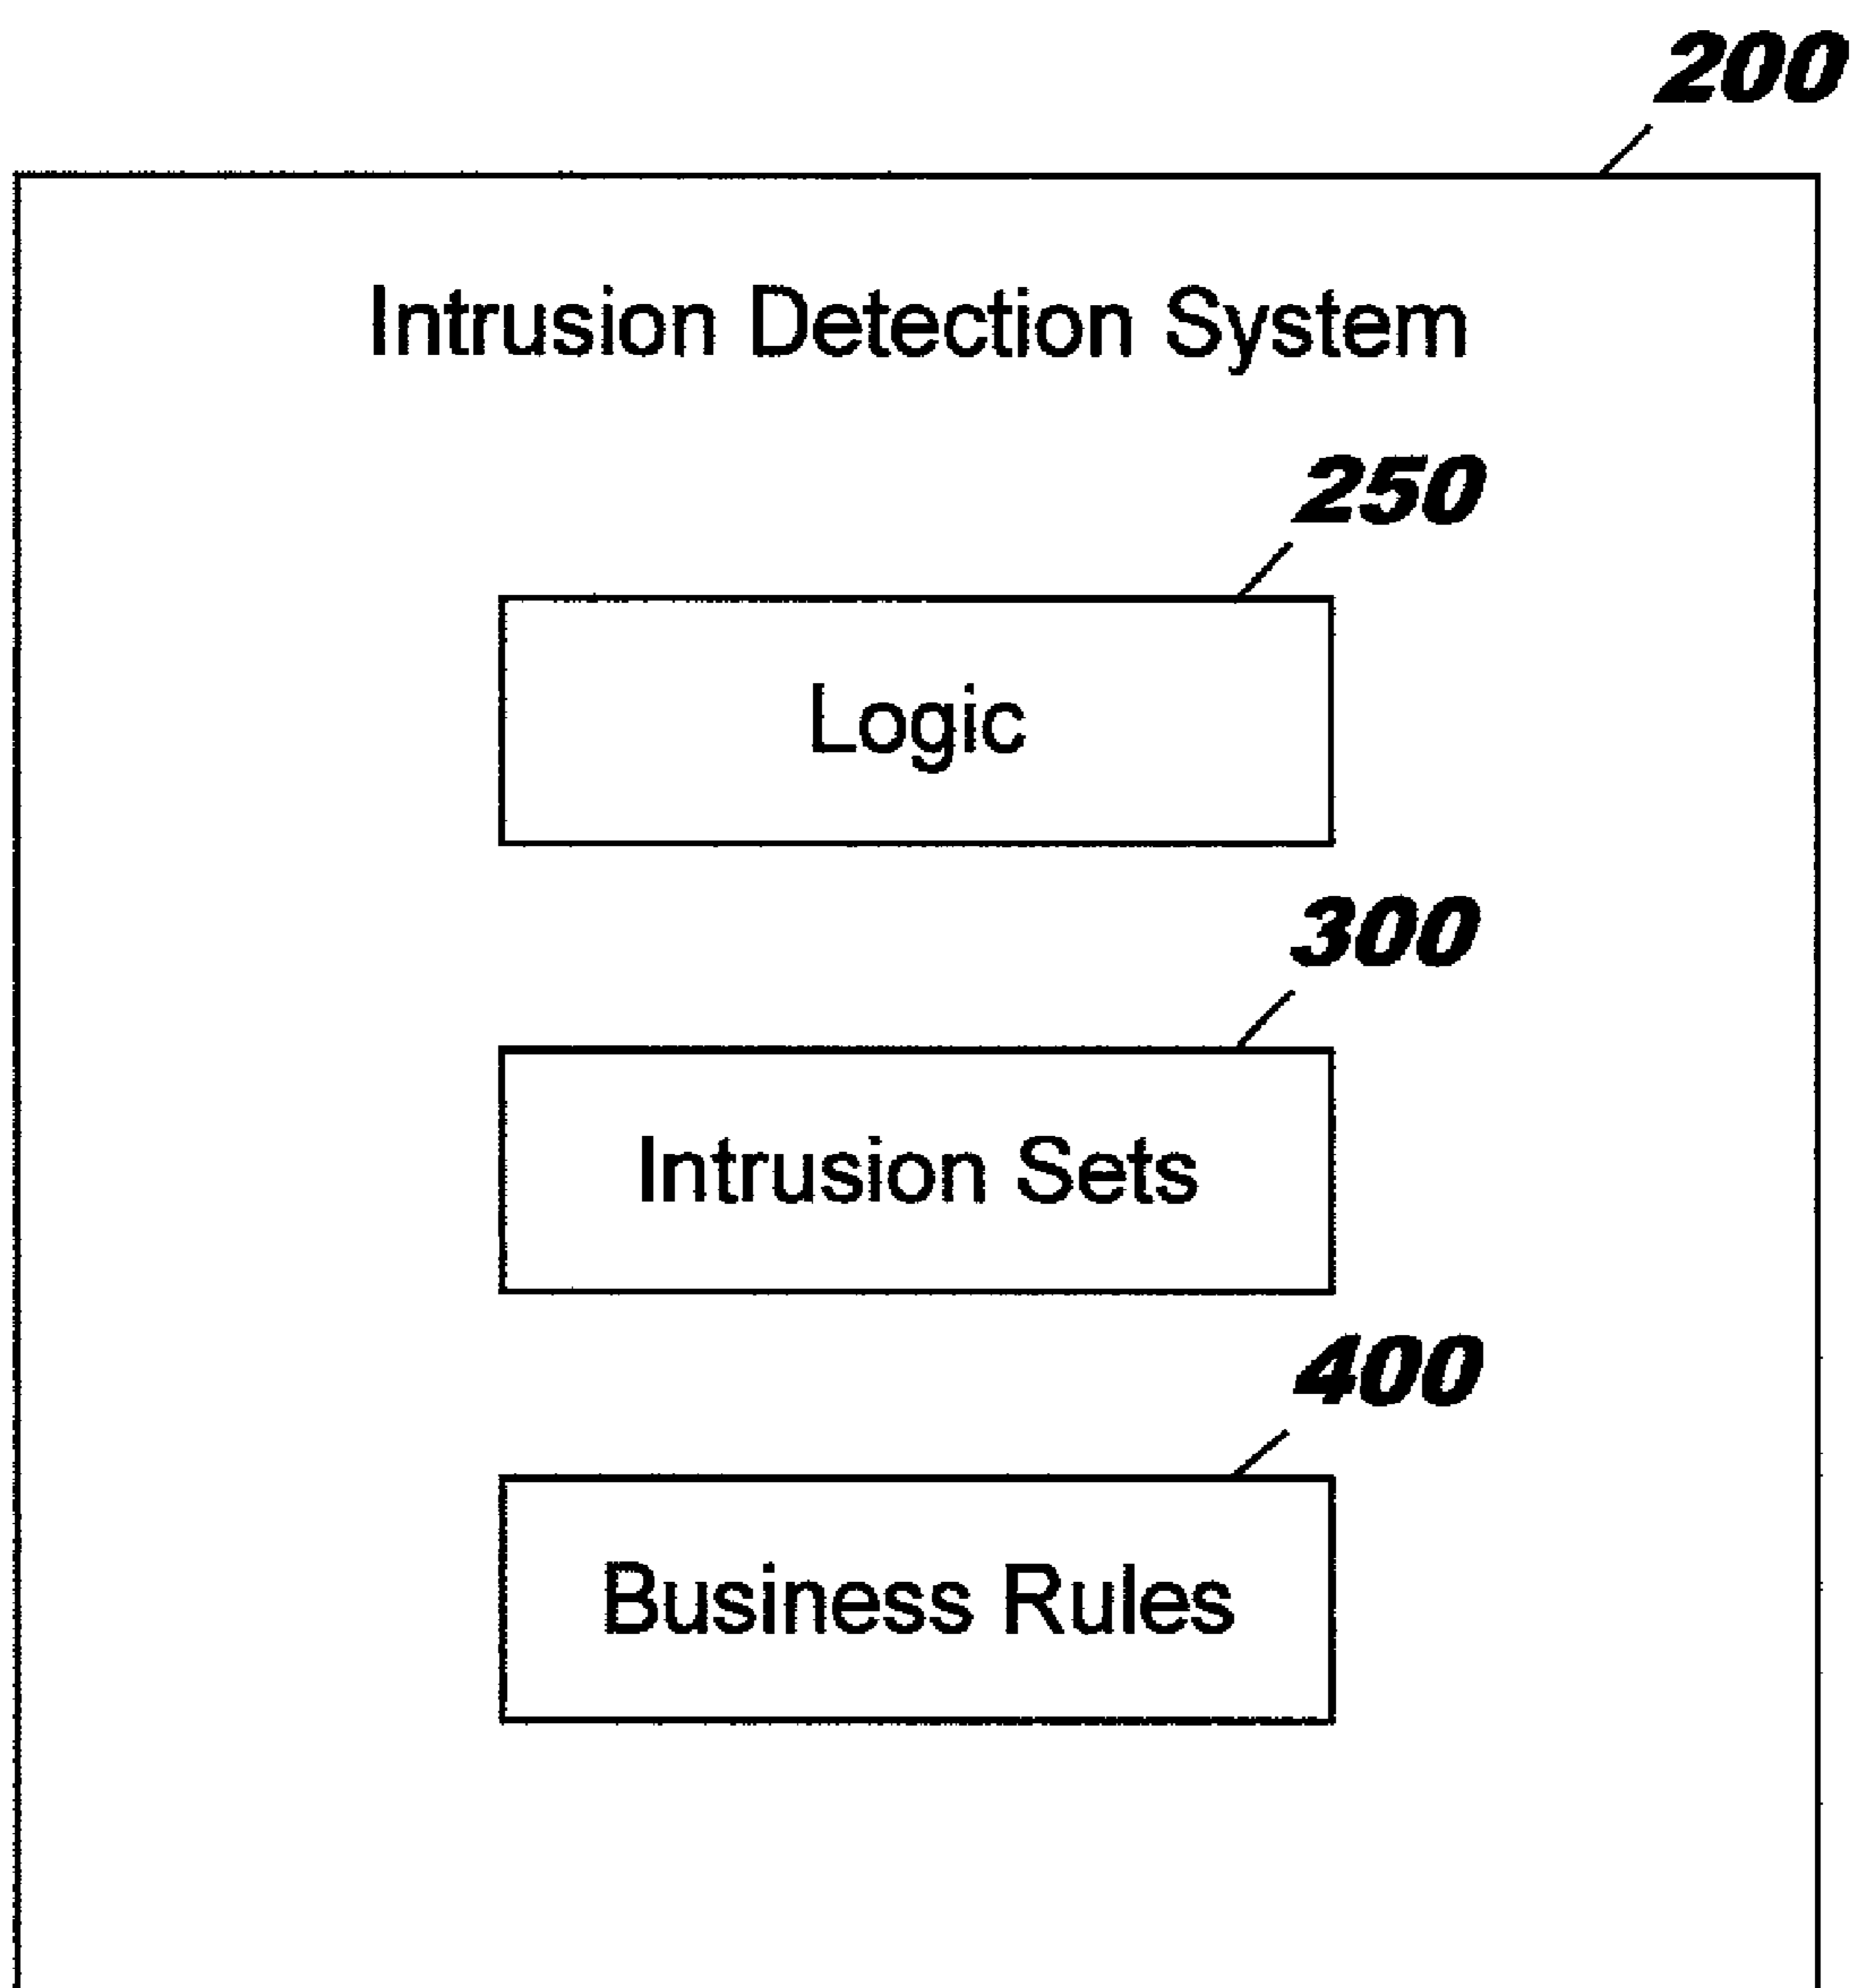 200
Intrusion Detection System
250
Logic
300
Intrusion Sets
400
Business Rules